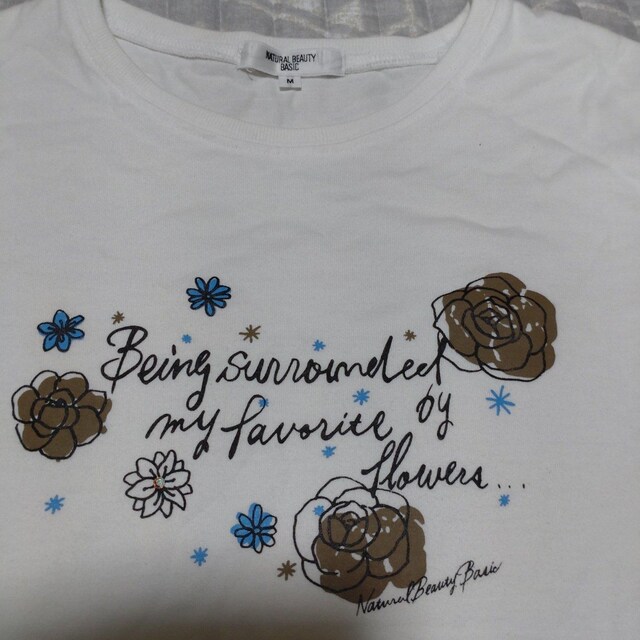 NATURAL BEAUTY
BASIC
M
Being surrounded by
my favorite
flowers...
Natural Beauty Basic